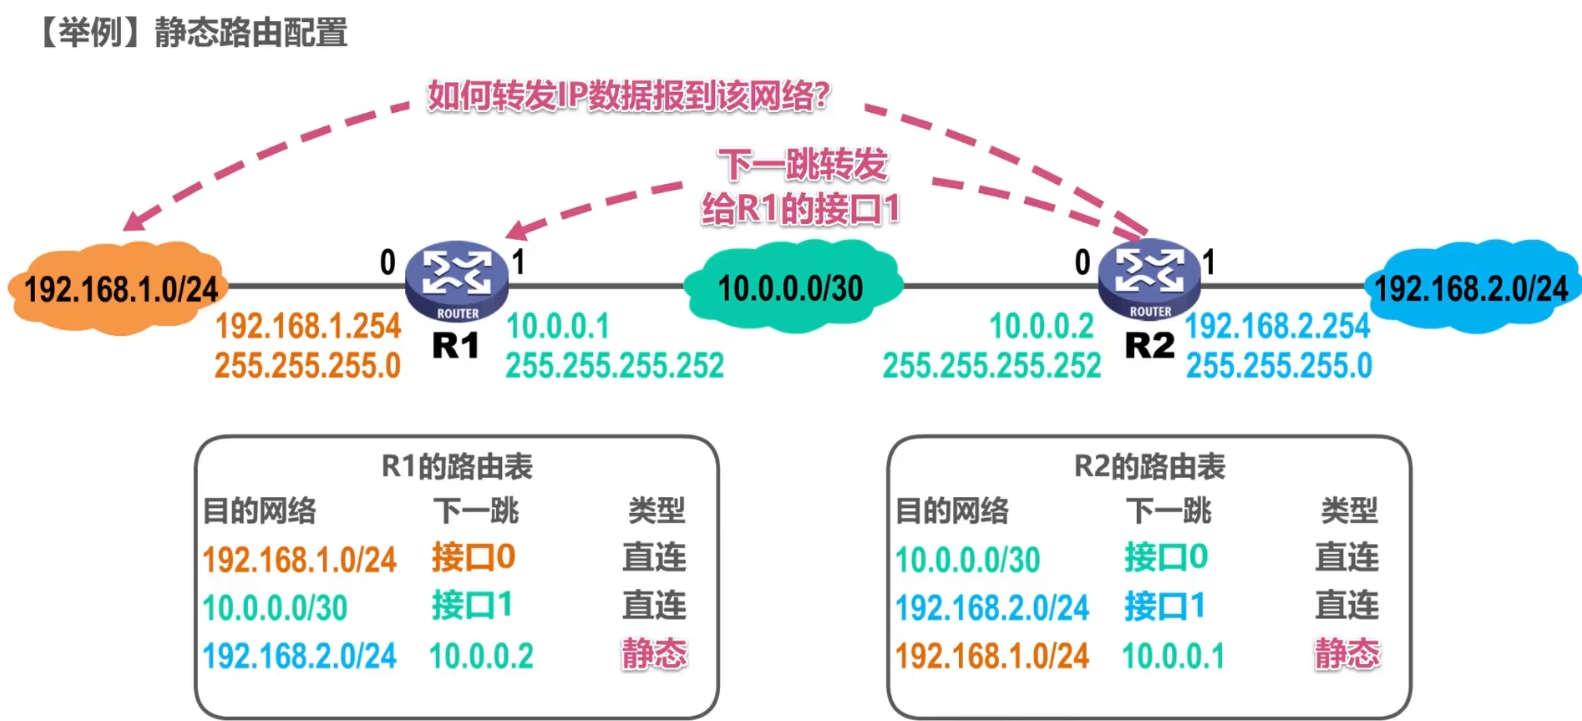 【举例】静态路由配置
如何转发IP数据报到该网络?
下一跳转发
给R1的接口1
0
1
0
1
192.168.1.0/24
10.0.0.0/30
192.168.2.0/24
ROUTER
ROUTER
192.168.1.254
255.255.255.0
R1
10.0.0.1
255.255.255.252
10.0.0.2
255.255.255.252
R2
192.168.2.254
255.255.255.0
R1的路由表
目的网络 下一跳 类型
192.168.1.0/24 接口0 直连
10.0.0.0/30 接口1 直连
192.168.2.0/24 10.0.0.2 静态
R2的路由表
目的网络 下一跳 类型
10.0.0.0/30 接口0 直连
192.168.2.0/24 接口1 直连
192.168.1.0/24 10.0.0.1 静态